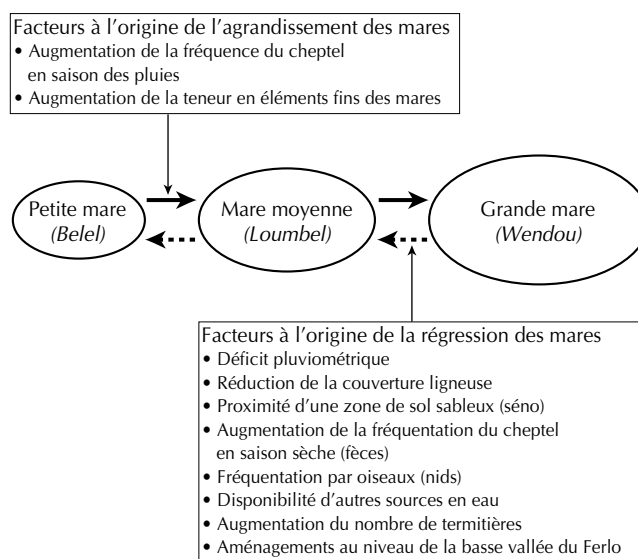 Facteurs à l'origine de l'agrandissement des mares
• Augmentation de la fréquence du cheptel
en saison des pluies
• Augmentation de la teneur en éléments fins des mares
Petite mare
(Belel)
Mare moyenne
(Loumbel)
Grande mare
(Wendou)
Facteurs à l'origine de la régression des mares
• Déficit pluviométrique
• Réduction de la couverture ligneuse
• Proximité d'une zone de sol sableux (séno)
• Augmentation de la fréquentation du cheptel
en saison sèche (fèces)
• Fréquentation par oiseaux (nids)
• Disponibilité d'autres sources en eau
• Augmentation du nombre de termitières
• Aménagements au niveau de la basse vallée du Ferlo